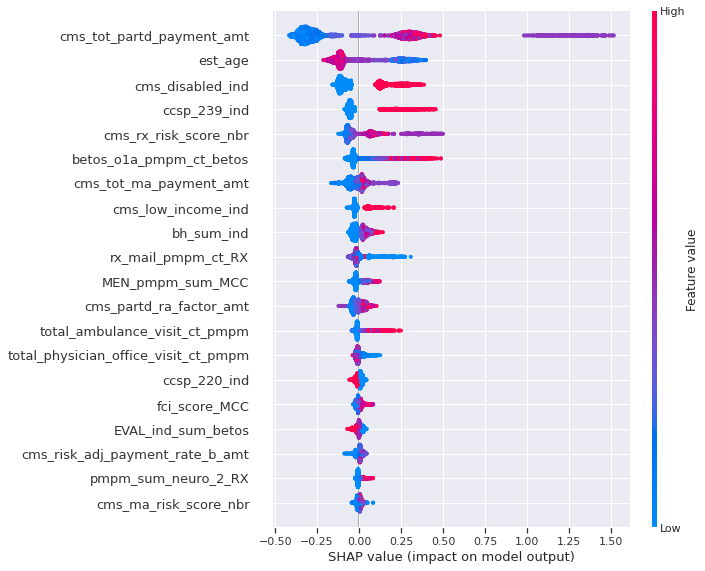 High
cms_tot_partd_payment_amt
est_age
cms_disabled_ind
ccsp_239_ind
cms_rx_risk_score_nbr
betos_o1a_pmpm_ct_betos
cms_tot_ma_payment_amt
cms_low_income_ind
bh_sum_ind
rx_mail_pmpm_ct_RX
MEN_pmpm_sum_MCC
cms_partd_ra_factor_amt
total_ambulance_visit_ct_pmpm
total_physician_office_visit_ct_pmpm
ccsp_220_ind
fci_score_MCC
EVAL_ind_sum_betos
cms_risk_adj_payment_rate_b_amt
pmpm_sum_neuro_2_RX
cms_ma_risk_score_nbr
Feature value
Low
−0.50 −0.25 0.00 0.25 0.50 0.75 1.00 1.25 1.50
SHAP value (impact on model output)